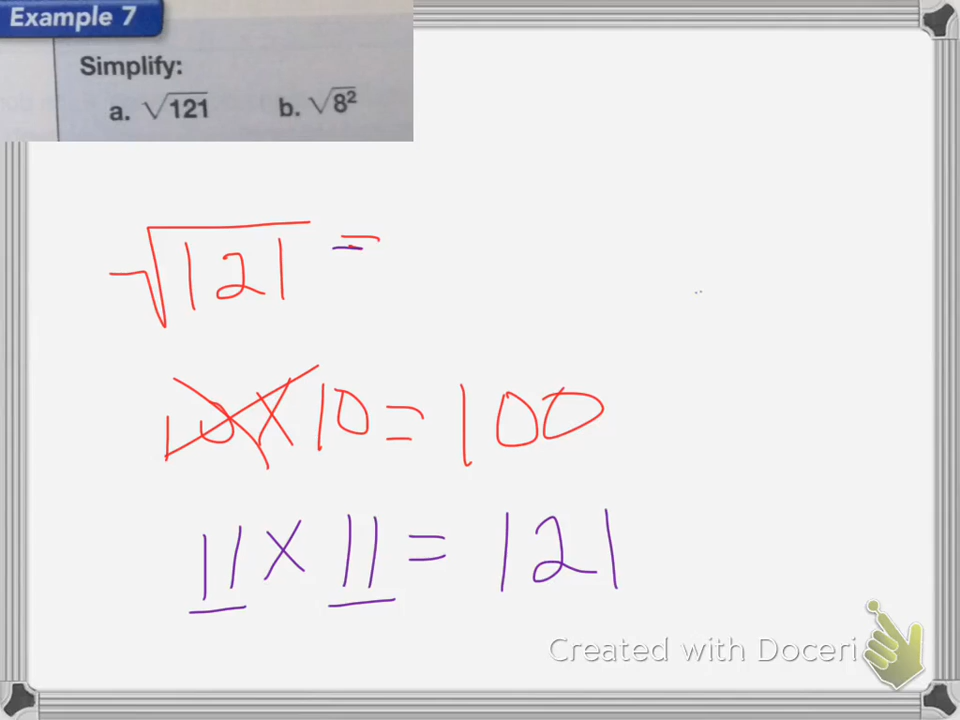 Example 7
Simplify:
a. √121 b. √8²
√121 =
10 x 10 = 100
11 x 11 = 121
Created with Doceri